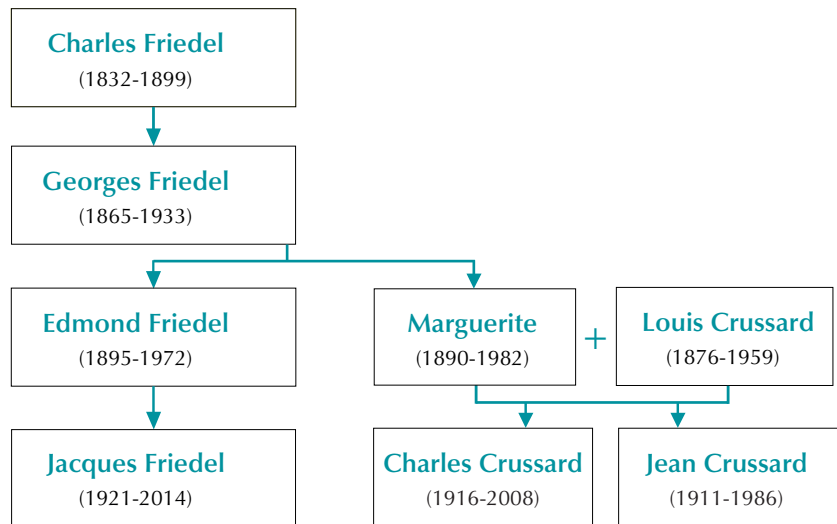 Charles Friedel
(1832-1899)
Georges Friedel
(1865-1933)
Edmond Friedel
(1895-1972)
Marguerite
(1890-1982)
+
Louis Crussard
(1876-1959)
Jacques Friedel
(1921-2014)
Charles Crussard
(1916-2008)
Jean Crussard
(1911-1986)